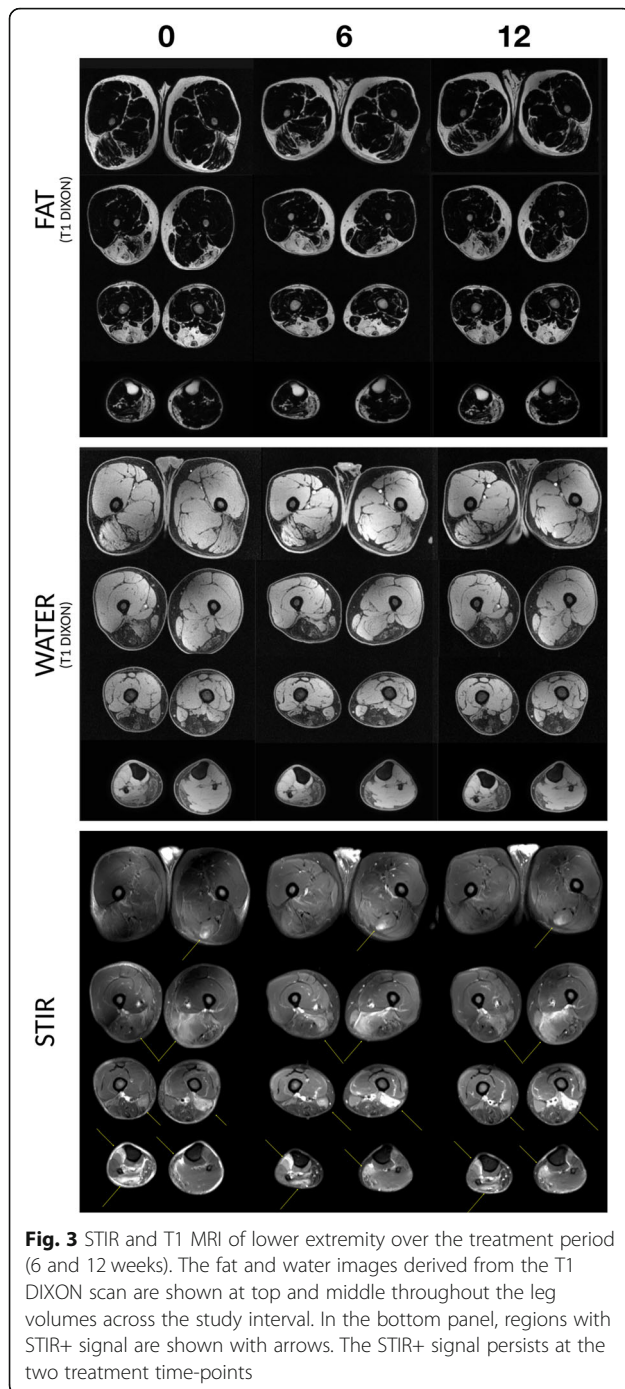 0 6 12
FAT
(T1 DIXON)
WATER
(T1 DIXON)
STIR
Fig. 3 STIR and T1 MRI of lower extremity over the treatment period
(6 and 12 weeks). The fat and water images derived from the T1
DIXON scan are shown at top and middle throughout the leg
volumes across the study interval. In the bottom panel, regions with
STIR+ signal are shown with arrows. The STIR+ signal persists at the
two treatment time-points